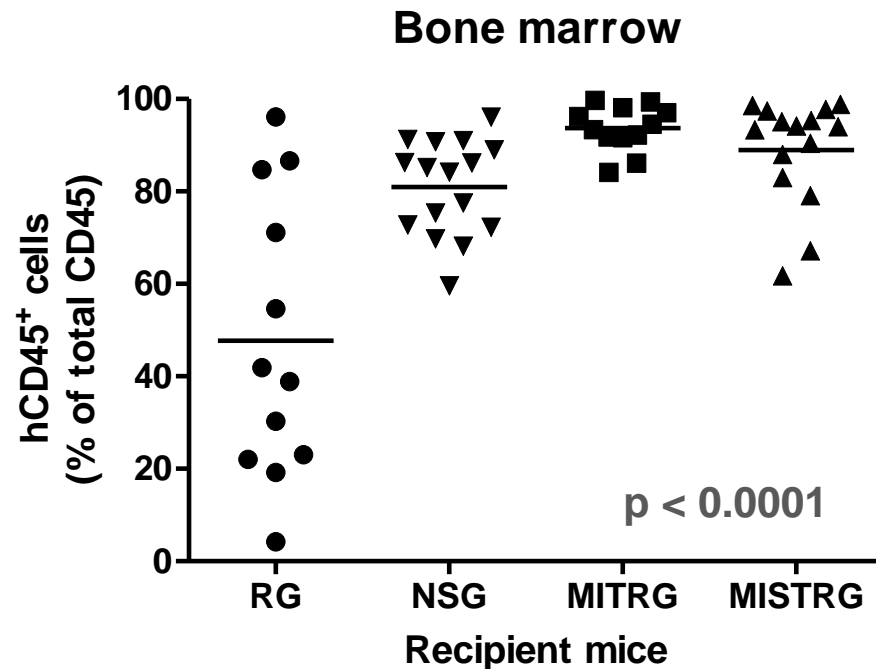 Bone marrow
hCD45⁺ cells
(% of total CD45)
100
80
60
40
20
0
p < 0.0001
RG NSG MITRG MISTRG
Recipient mice